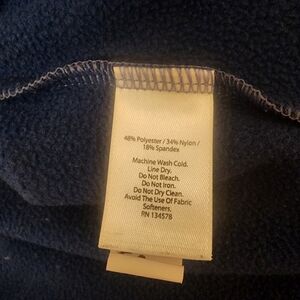 48% Polyester / 34% Nylon /
18% Spandex
Machine Wash Cold.
Line Dry.
Do Not Bleach.
Do Not Iron.
Do Not Dry Clean.
Avoid The Use Of Fabric
Softeners.
RN 134578